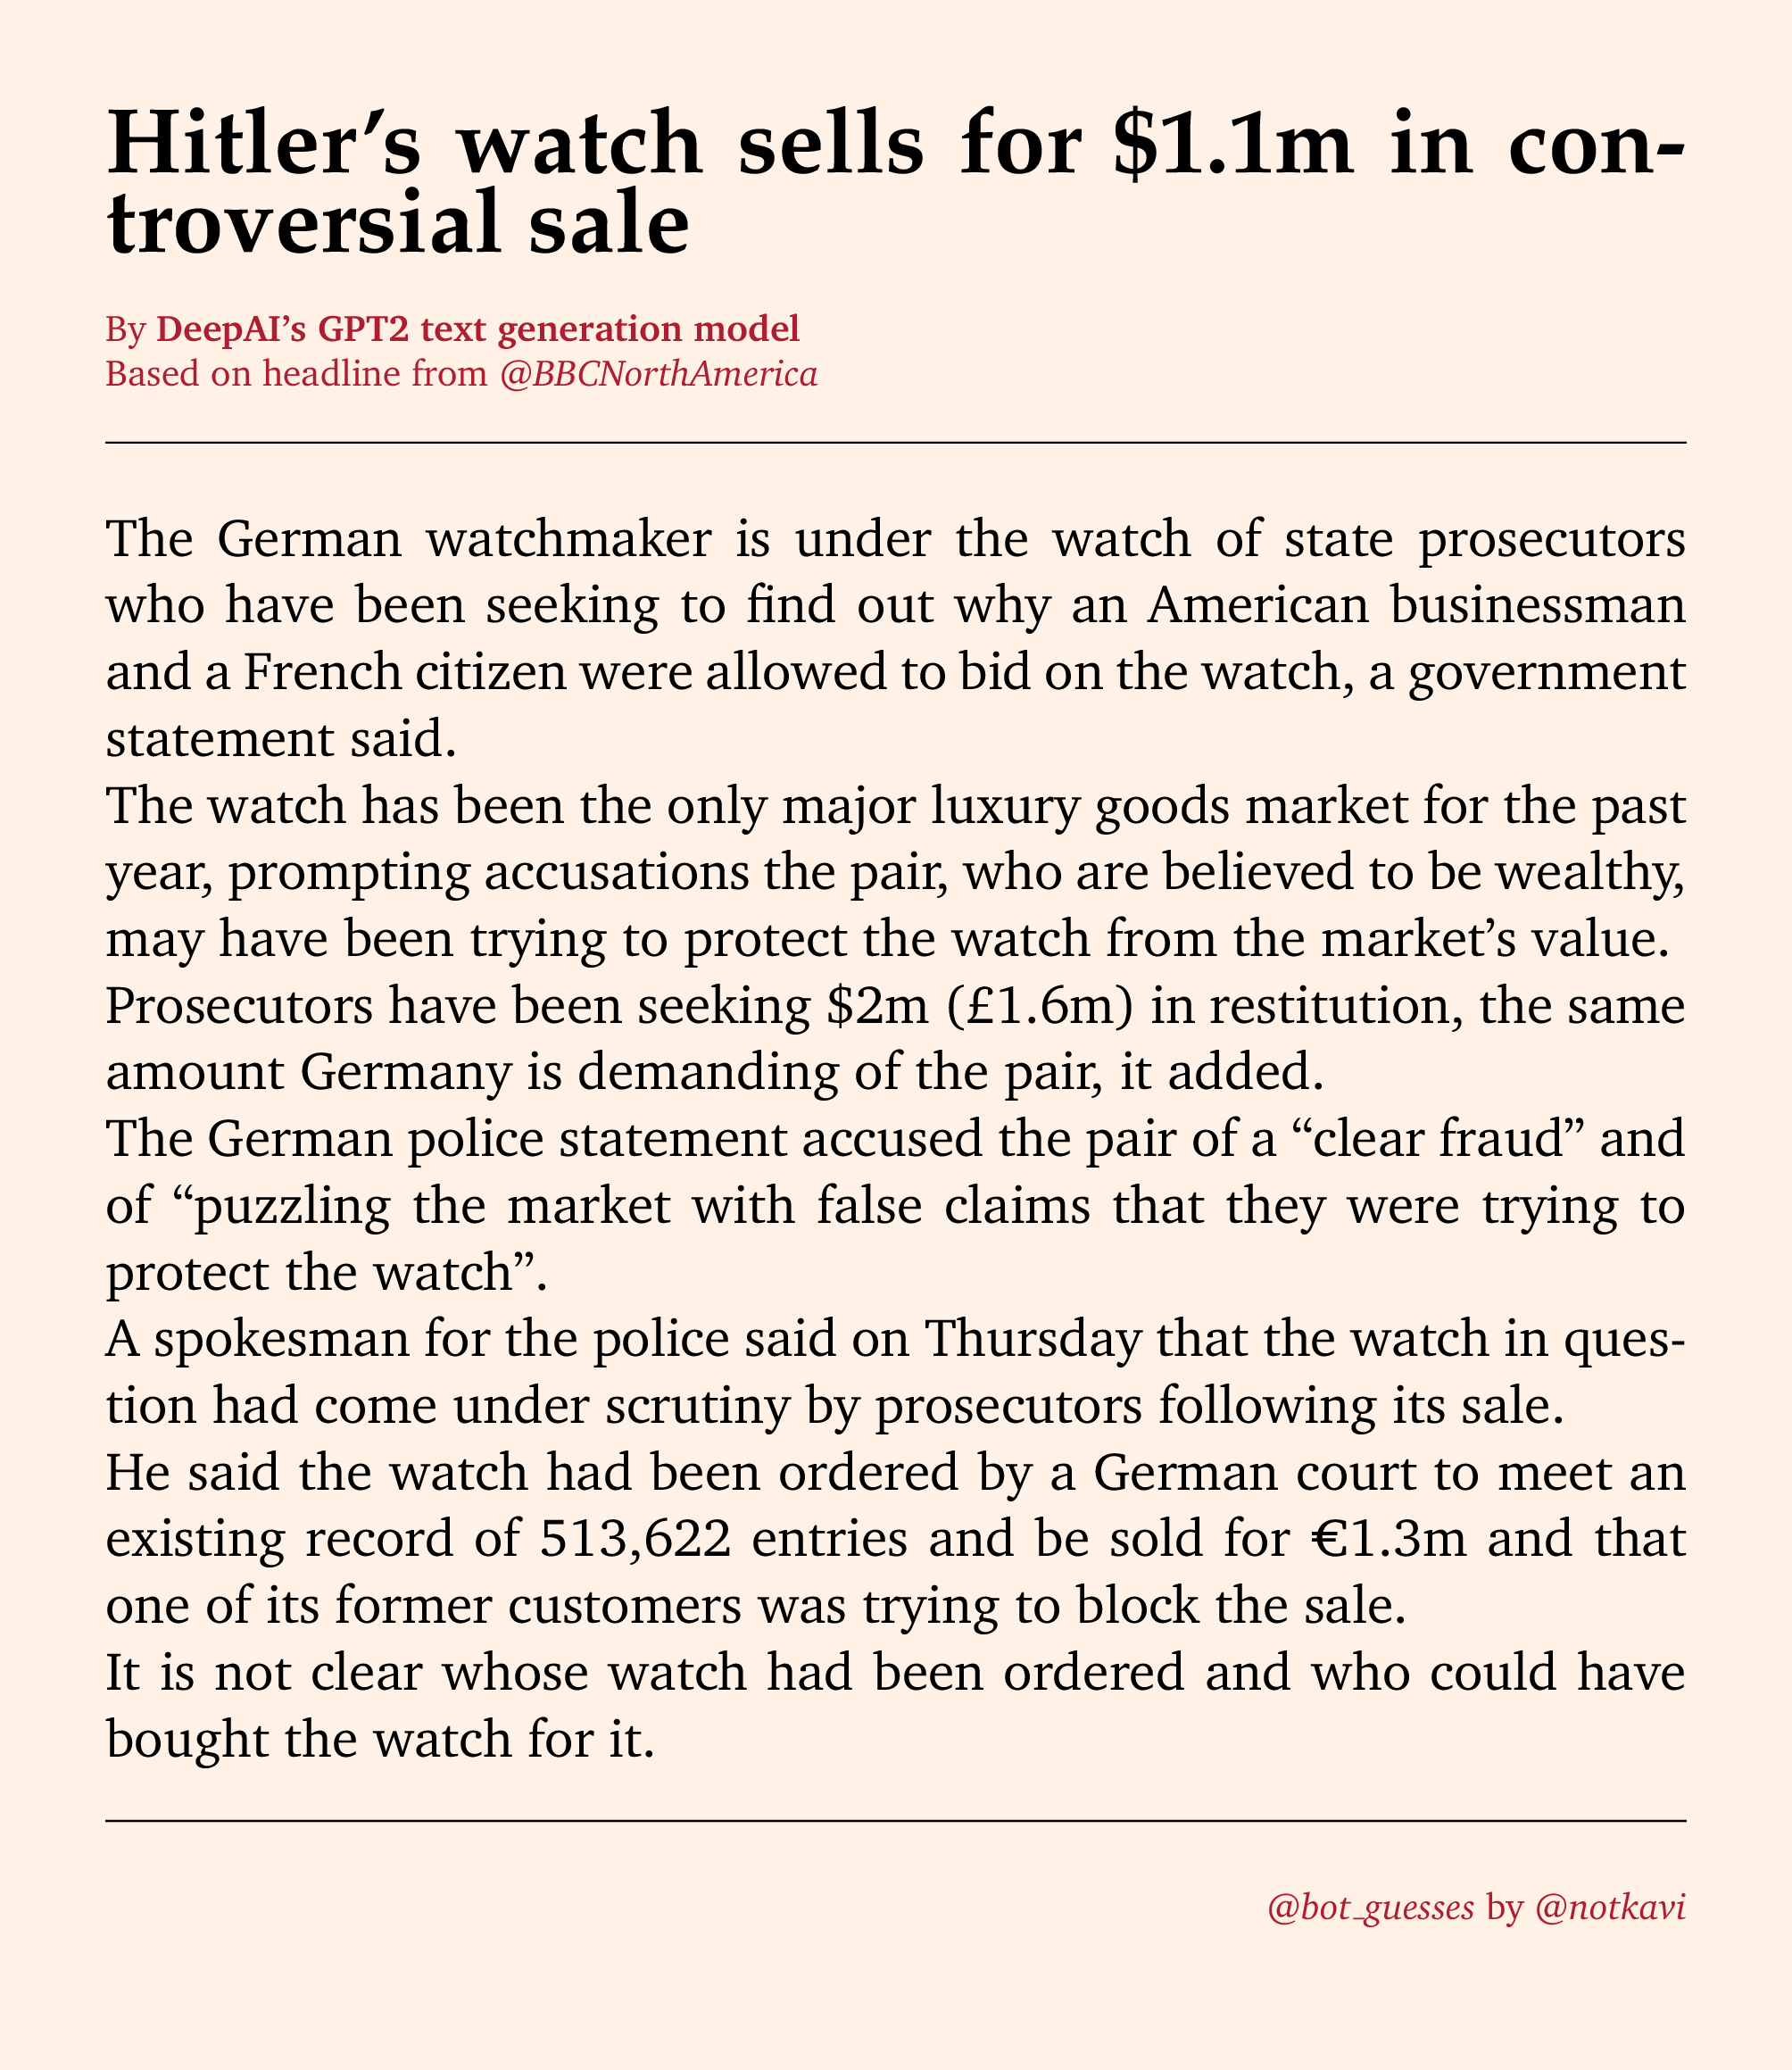 Hitler’s watch sells for $1.1m in con-
troversial sale
By DeepAI’s GPT2 text generation model
Based on headline from @BBCNorthAmerica
The German watchmaker is under the watch of state prosecutors
who have been seeking to find out why an American businessman
and a French citizen were allowed to bid on the watch, a government
statement said.
The watch has been the only major luxury goods market for the past
year, prompting accusations the pair, who are believed to be wealthy,
may have been trying to protect the watch from the market’s value.
Prosecutors have been seeking $2m (£1.6m) in restitution, the same
amount Germany is demanding of the pair, it added.
The German police statement accused the pair of a “clear fraud” and
of “puzzling the market with false claims that they were trying to
protect the watch”.
A spokesman for the police said on Thursday that the watch in ques-
tion had come under scrutiny by prosecutors following its sale.
He said the watch had been ordered by a German court to meet an
existing record of 513,622 entries and be sold for €1.3m and that
one of its former customers was trying to block the sale.
It is not clear whose watch had been ordered and who could have
bought the watch for it.
@bot_guesses by @notkavi